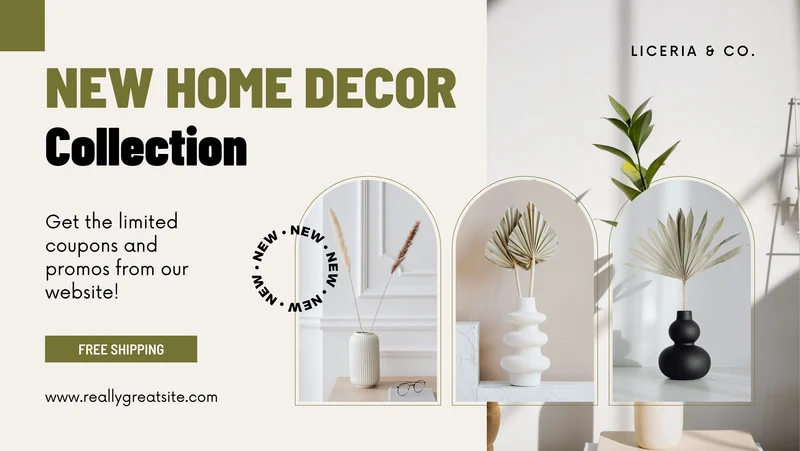 LICERIA & CO.
NEW HOME DECOR
Collection
Get the limited
coupons and
promos from our
website!
NEW • NEW • NEW • NEW • NEW •
FREE SHIPPING
www.reallygreatsite.com